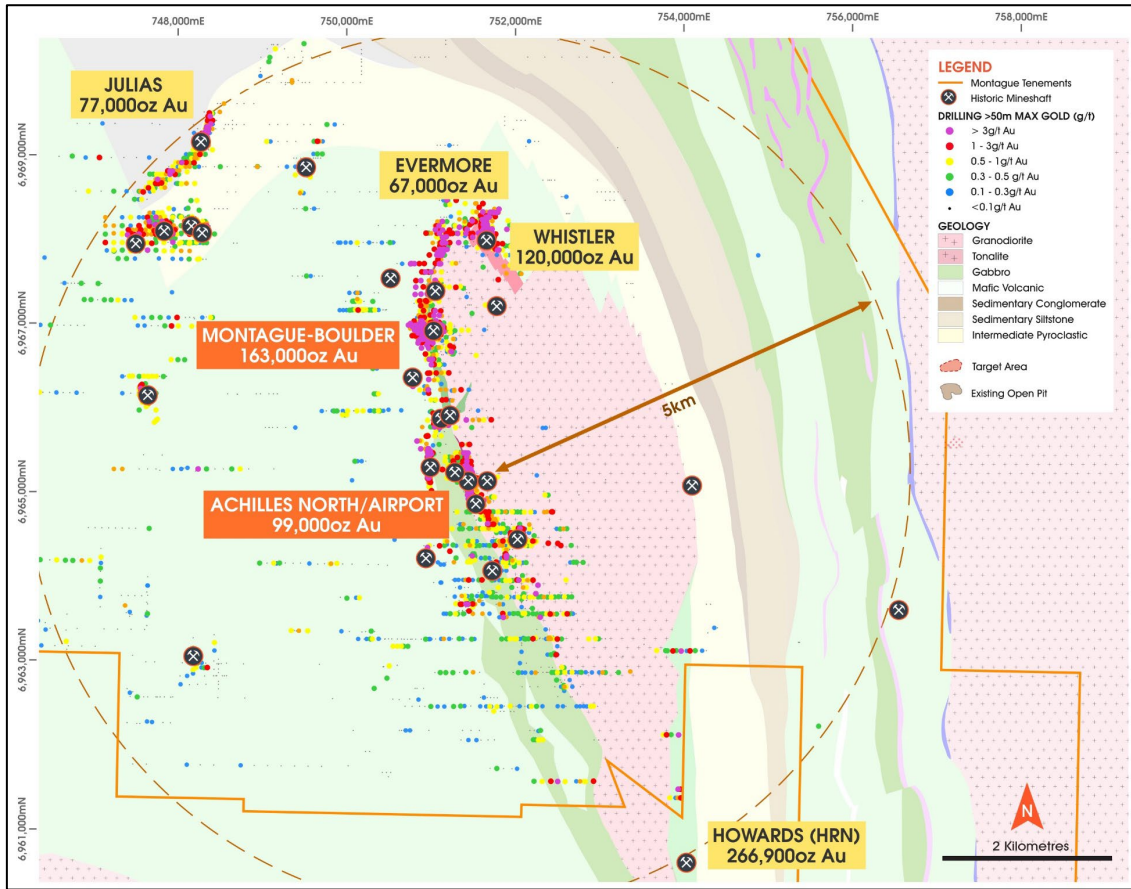 748,000mE
750,000mE
752,000mE
754,000mE
756,000mE
758,000mE
6,969,000mN
6,967,000mN
6,965,000mN
6,963,000mN
6,961,000mN
JULIAS
77,000oz Au
EVERMORE
67,000oz Au
WHISTLER
120,000oz Au
MONTAGUE-BOULDER
163,000oz Au
5km
ACHILLES NORTH/AIRPORT
99,000oz Au
HOWARDS (HRN)
266,900oz Au
LEGEND
Montague Tenements
Historic Mineshaft
DRILLING >50m MAX GOLD (g/t)
> 3g/t Au
1 - 3g/t Au
0.5 - 1g/t Au
0.3 - 0.5 g/t Au
0.1 - 0.3g/t Au
<0.1g/t Au
GEOLOGY
Granodiorite
Tonalite
Gabbro
Mafic Volcanic
Sedimentary Conglomerate
Sedimentary Siltstone
Intermediate Pyroclastic
Target Area
Existing Open Pit
N
2 Kilometres